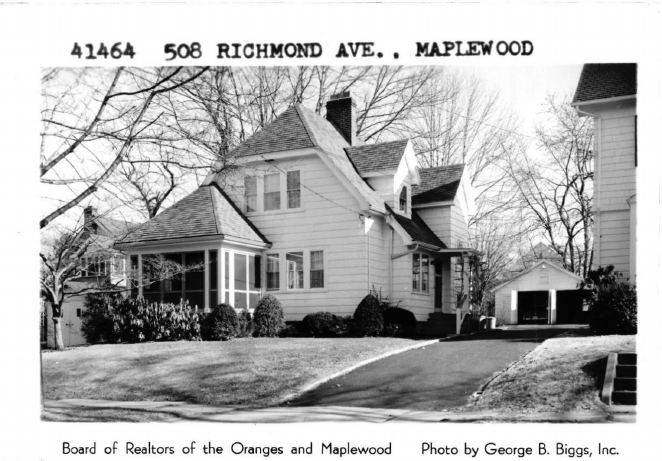 41464 508 RICHMOND AVE., MAPLEWOOD
Board of Realtors of the Oranges and Maplewood Photo by George B. Biggs, Inc.